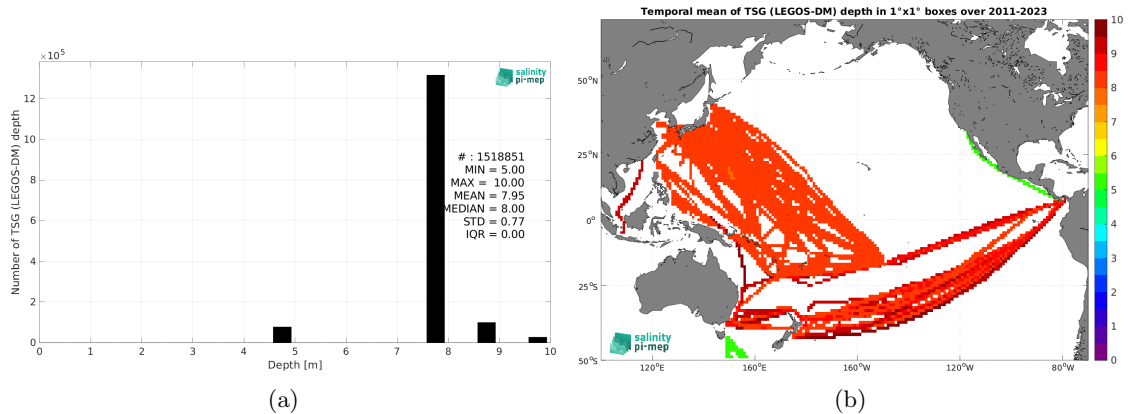 ×10⁵
12
10
8
6
4
2
0
Number of TSG (LEGOS-DM) depth
salinity
pi-mep
# : 1518851
MIN = 5.00
MAX = 10.00
MEAN = 7.95
MEDIAN = 8.00
STD = 0.77
IQR = 0.00
0 1 2 3 4 5 6 7 8 9 10
Depth [m]
(a)
Temporal mean of TSG (LEGOS-DM) depth in 1°x1° boxes over 2011-2023
50°N
25°N
0°
25°S
50°S
120°E 160°E 160°W 120°W 80°W
salinity
pi-mep
10
9
8
7
6
5
4
3
2
1
0
(b)